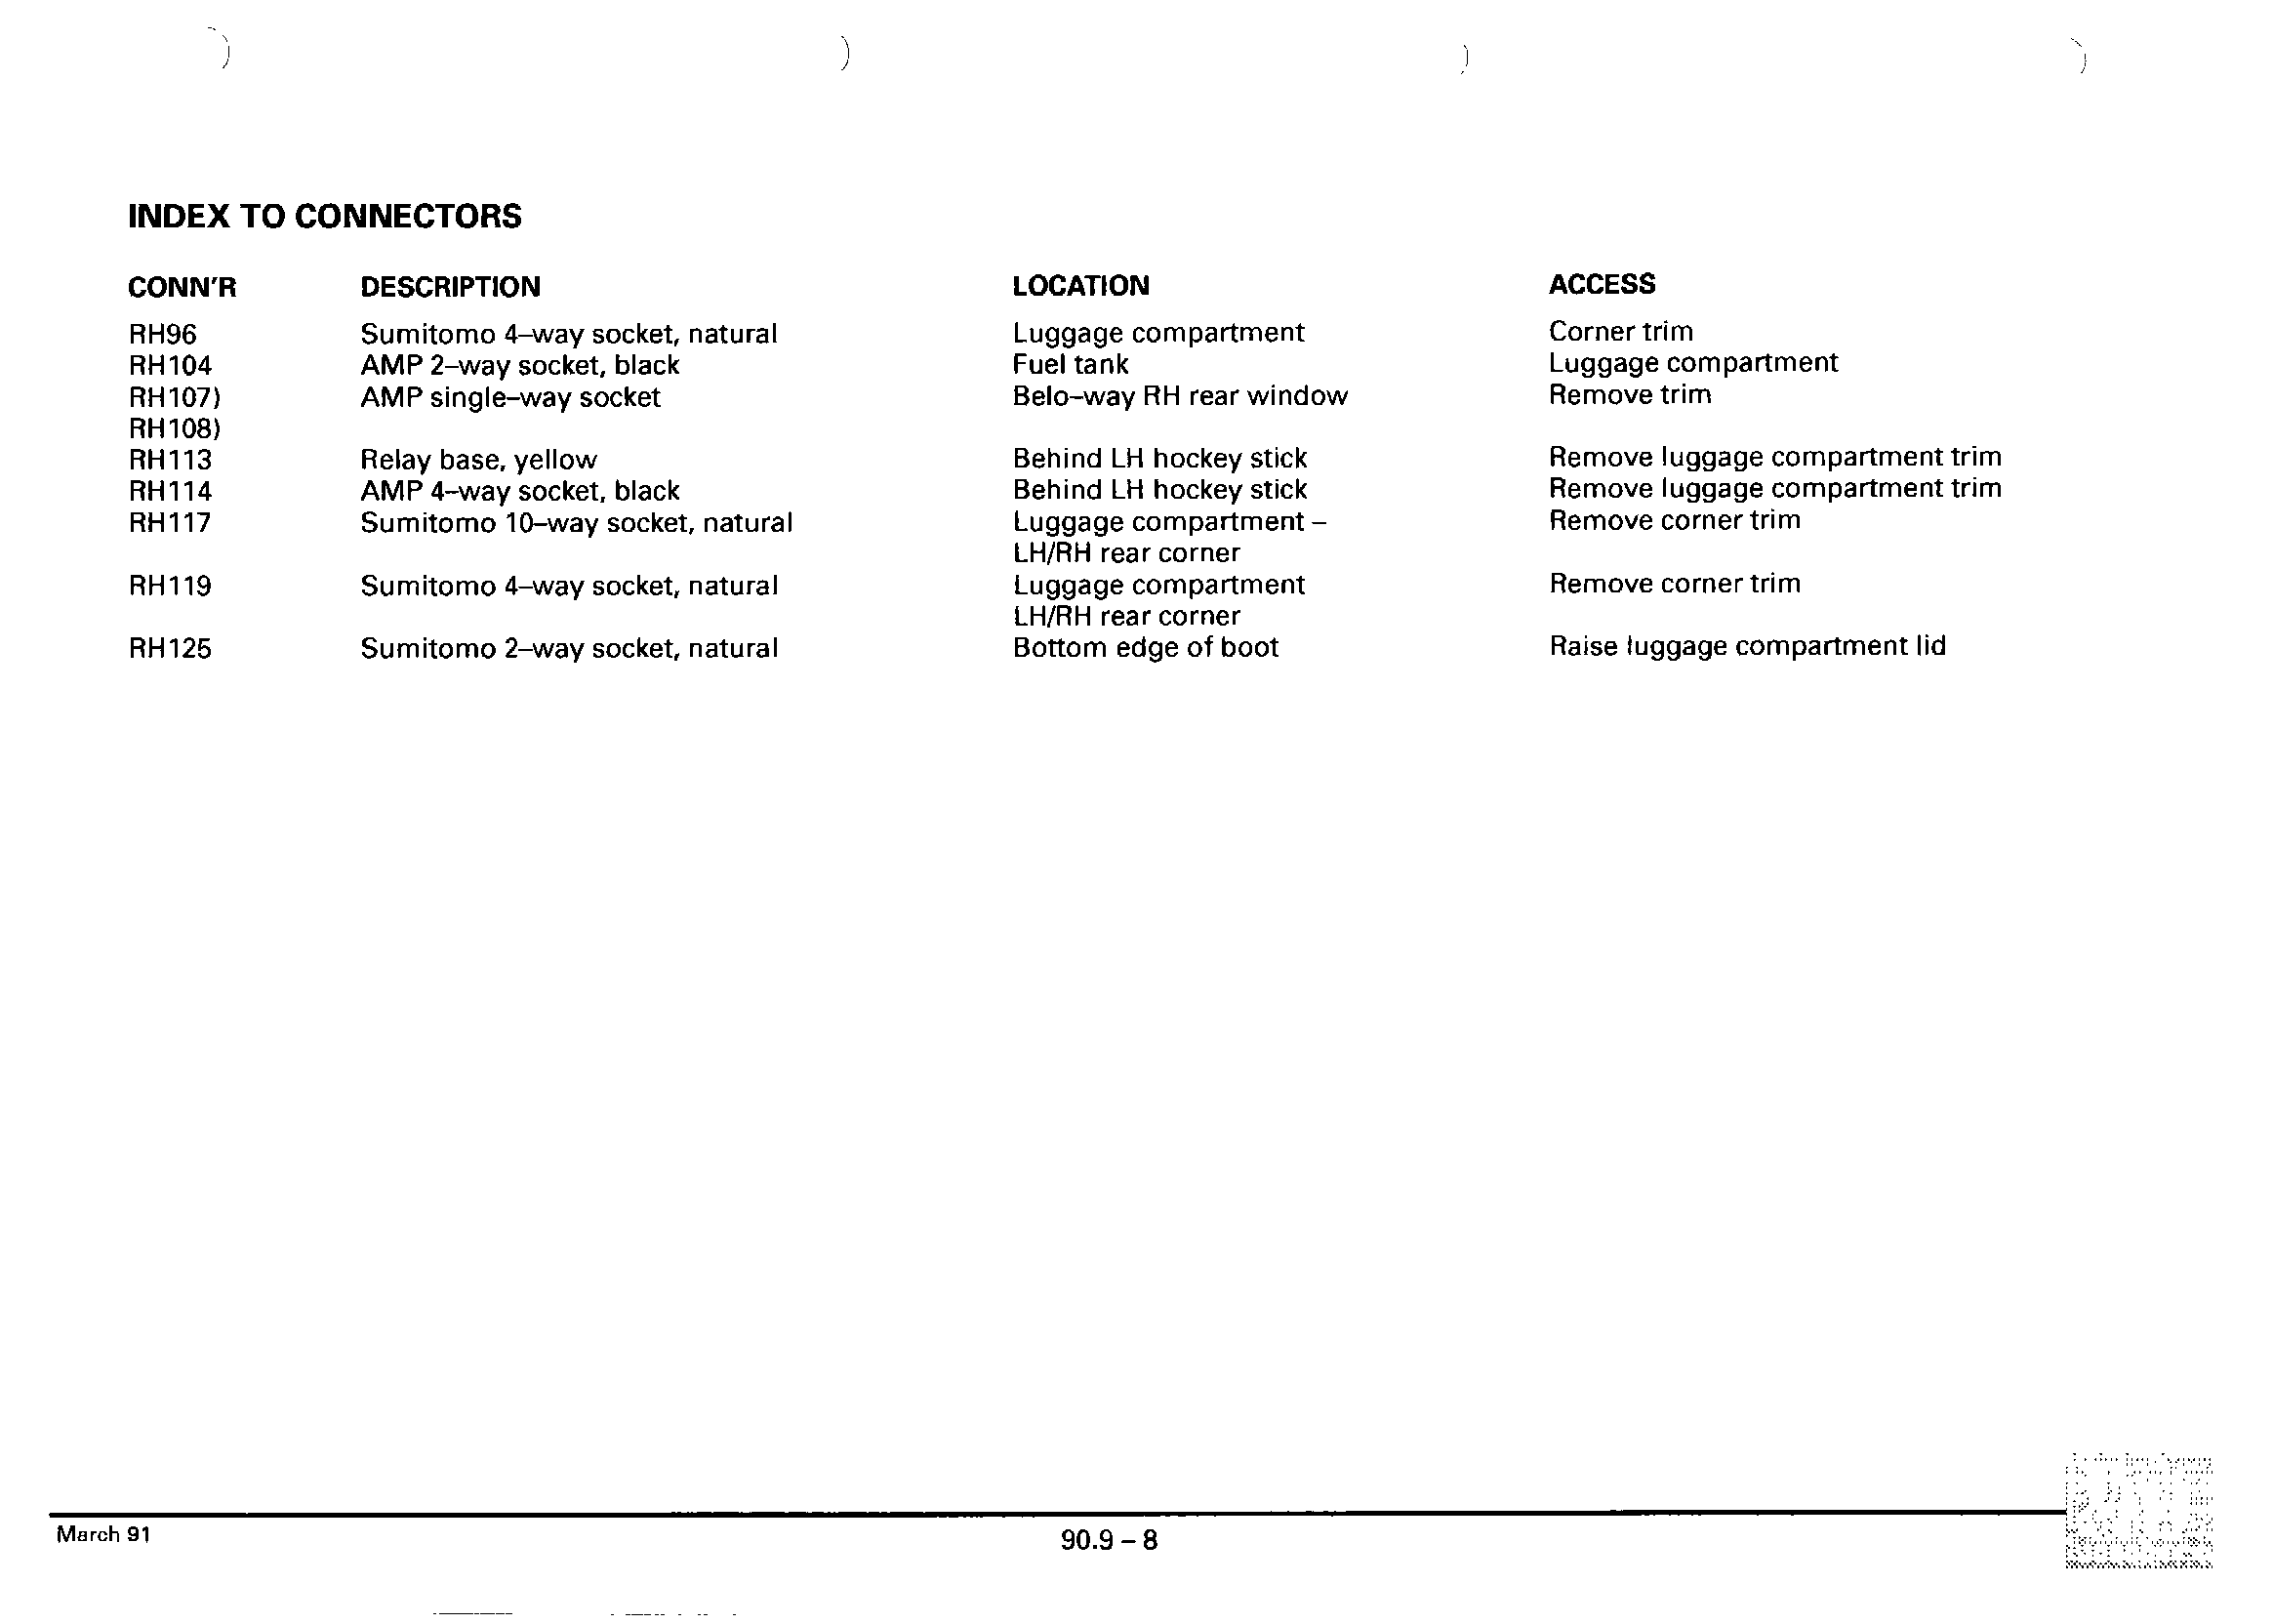 INDEX TO CONNECTORS
CONN'R DESCRIPTION LOCATION ACCESS
RH96 Sumitomo 4–way socket, natural Luggage compartment Corner trim
RH104 AMP 2–way socket, black Fuel tank Luggage compartment
RH107) AMP single–way socket Belo–way RH rear window Remove trim
RH108)
RH113 Relay base, yellow Behind LH hockey stick Remove luggage compartment trim
RH114 AMP 4–way socket, black Behind LH hockey stick Remove luggage compartment trim
RH117 Sumitomo 10–way socket, natural Luggage compartment – Remove corner trim
LH/RH rear corner
RH119 Sumitomo 4–way socket, natural Luggage compartment Remove corner trim
LH/RH rear corner
RH125 Sumitomo 2–way socket, natural Bottom edge of boot Raise luggage compartment lid
March 91 90.9 – 8